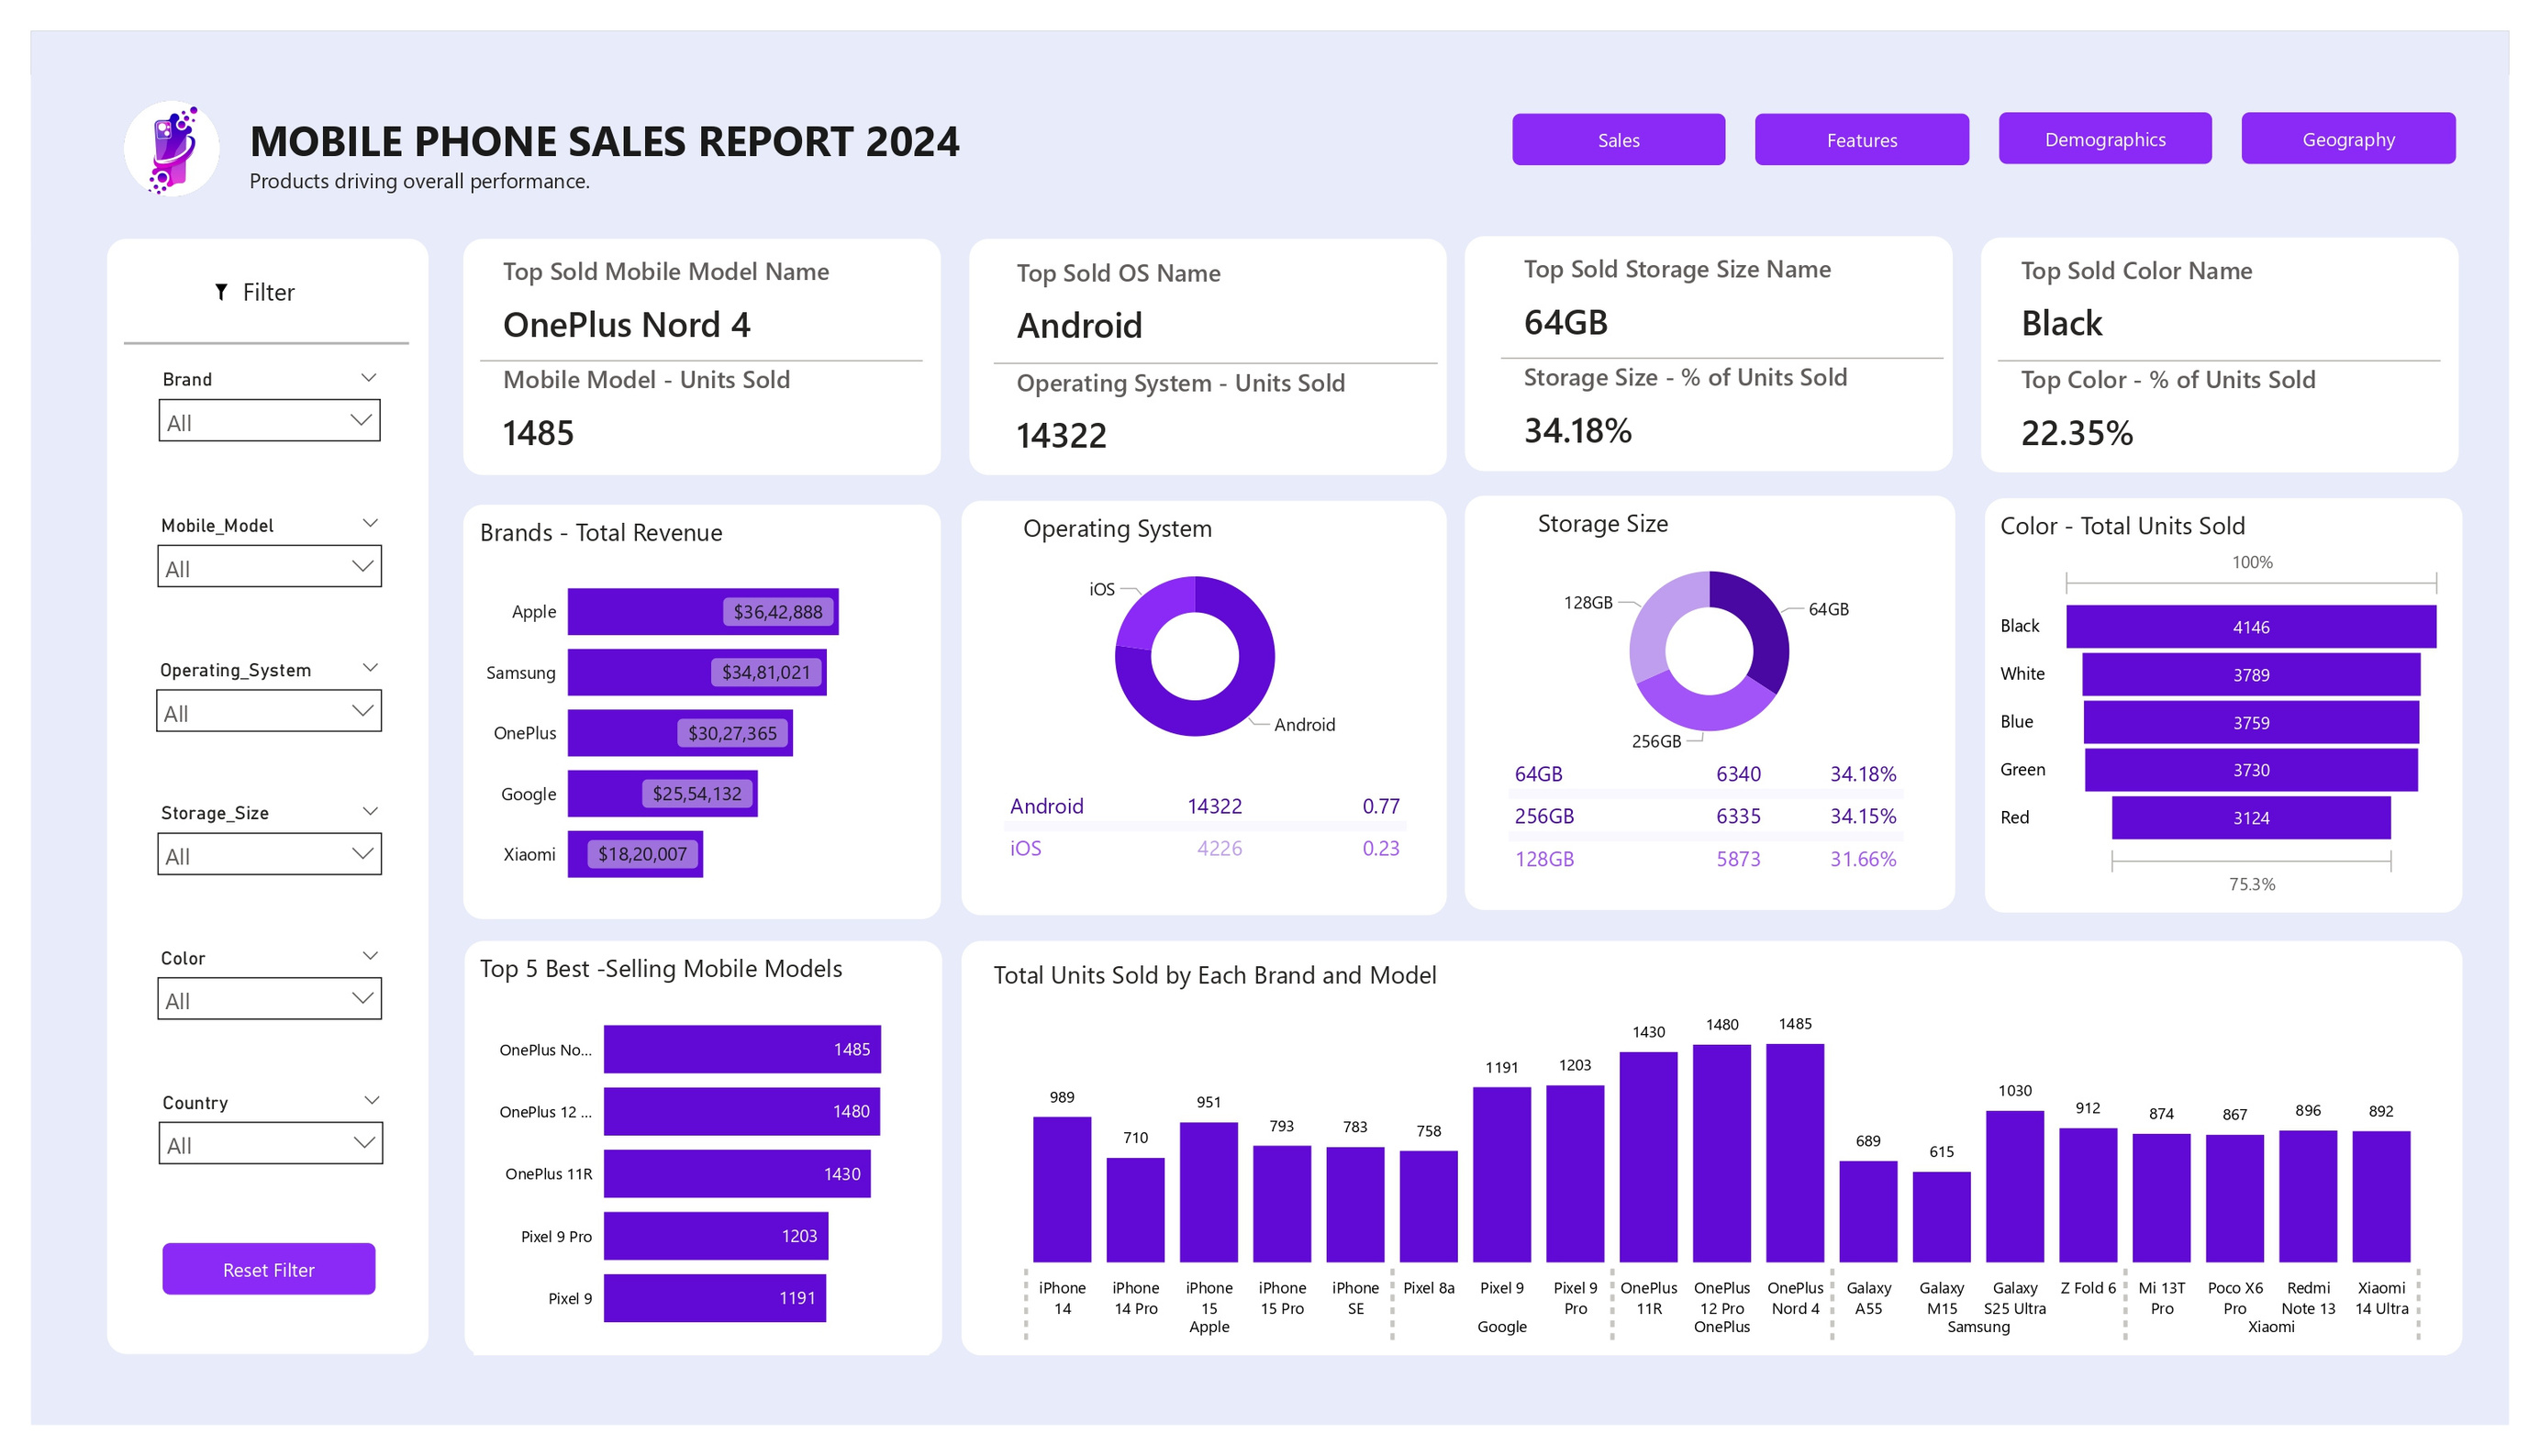 MOBILE PHONE SALES REPORT 2024
Products driving overall performance.
Sales
Features
Demographics
Geography
Filter
Brand
All
Mobile_Model
All
Operating_System
All
Storage_Size
All
Color
All
Country
All
Reset Filter
Top Sold Mobile Model Name
OnePlus Nord 4
Mobile Model - Units Sold
1485
Top Sold OS Name
Android
Operating System - Units Sold
14322
Top Sold Storage Size Name
64GB
Storage Size - % of Units Sold
34.18%
Top Sold Color Name
Black
Top Color - % of Units Sold
22.35%
Brands - Total Revenue
Apple $36,42,888
Samsung $34,81,021
OnePlus $30,27,365
Google $25,54,132
Xiaomi $18,20,007
Operating System
iOS
Android
Android 14322 0.77
iOS 4226 0.23
Storage Size
128GB
64GB
256GB
64GB 6340 34.18%
256GB 6335 34.15%
128GB 5873 31.66%
Color - Total Units Sold
100%
Black 4146
White 3789
Blue 3759
Green 3730
Red 3124
75.3%
Top 5 Best -Selling Mobile Models
OnePlus No... 1485
OnePlus 12 ... 1480
OnePlus 11R 1430
Pixel 9 Pro 1203
Pixel 9 1191
Total Units Sold by Each Brand and Model
989 710 951 793 783 758 1191 1203 1430 1480 1485 689 615 1030 912 874 867 896 892
iPhone iPhone iPhone iPhone iPhone Pixel 8a Pixel 9 Pixel 9 OnePlus OnePlus OnePlus Galaxy Galaxy Galaxy Z Fold 6 Mi 13T Poco X6 Redmi Xiaomi
14 14 Pro 15 15 Pro SE Pro 11R 12 Pro Nord 4 A55 M15 S25 Ultra Pro Pro Note 13 14 Ultra
Apple Google OnePlus Samsung Xiaomi